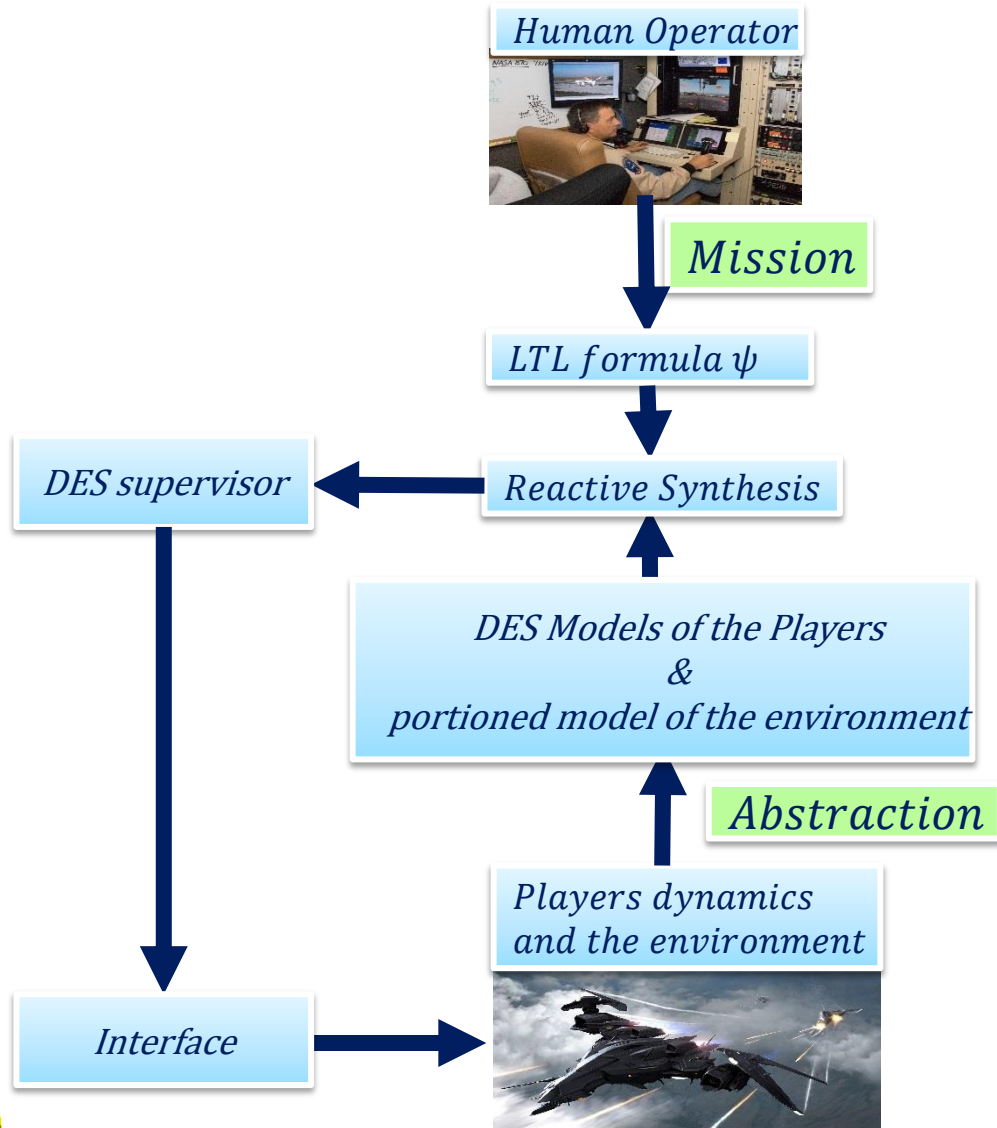 Human Operator
Mission
LTL formula ψ
DES supervisor
Reactive Synthesis
DES Models of the Players
&
portioned model of the environment
Abstraction
Players dynamics
and the environment
Interface